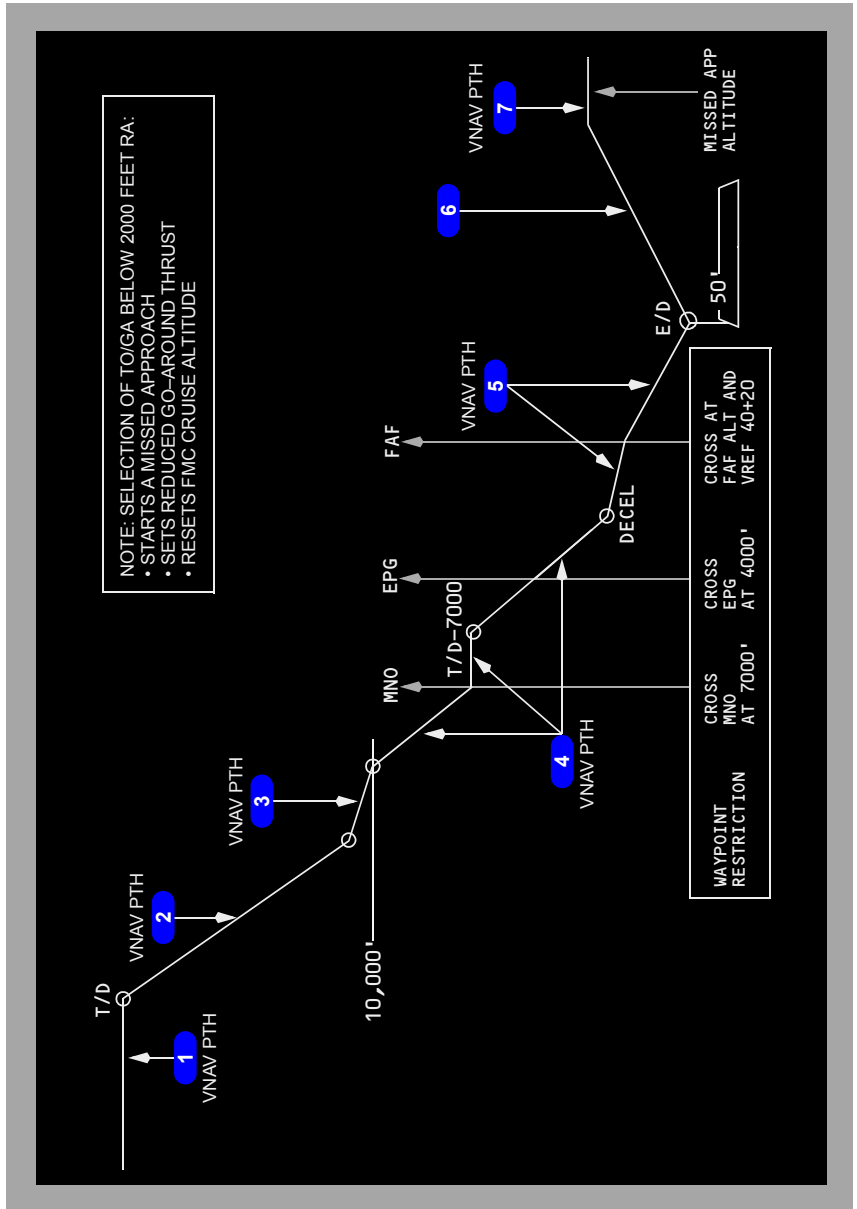 NOTE: SELECTION OF TO/GA BELOW 2000 FEET RA:
• STARTS A MISSED APPROACH
• SETS REDUCED GO–AROUND THRUST
• RESETS FMC CRUISE ALTITUDE
T/D
1
VNAV PTH
VNAV PTH
2
VNAV PTH
3
10,000'
MNO
EPG
FAF
T/D-7000
4
VNAV PTH
DECEL
VNAV PTH
5
E/D
50'
6
VNAV PTH
7
MISSED APP
ALTITUDE
WAYPOINT
RESTRICTION
CROSS
MNO
AT 7000'
CROSS
EPG
AT 4000'
CROSS AT
FAF ALT AND
VREF 40+20